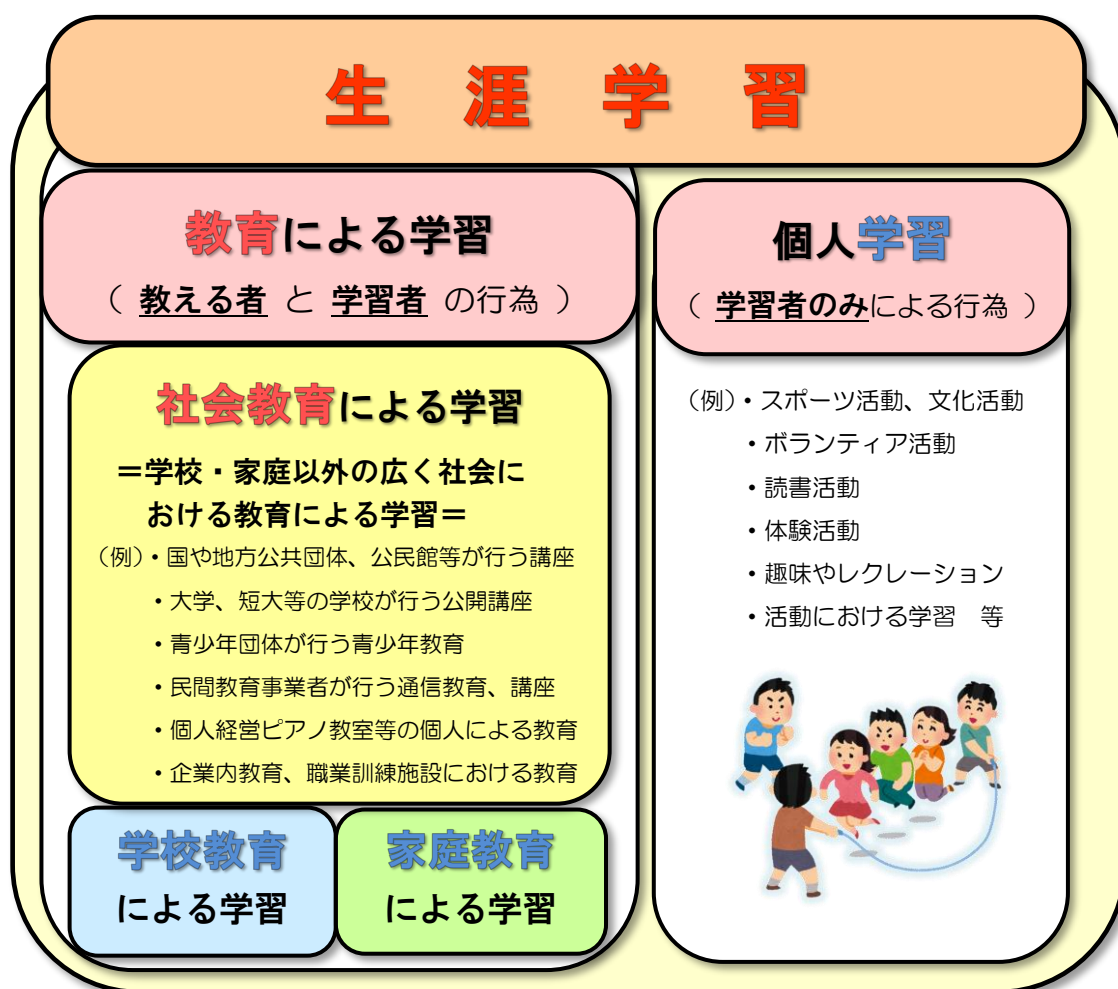 生 涯 学 習
教育による学習
（ 教える者 と 学習者 の行為 ）
社会教育による学習
＝学校・家庭以外の広く社会に
おける教育による学習＝
（例）・国や地方公共団体、公民館等が行う講座
・大学、短大等の学校が行う公開講座
・青少年団体が行う青少年教育
・民間教育事業者が行う通信教育、講座
・個人経営ピアノ教室等の個人による教育
・企業内教育、職業訓練施設における教育
学校教育
による学習
家庭教育
による学習
個人学習
（ 学習者のみによる行為 ）
（例）・スポーツ活動、文化活動
・ボランティア活動
・読書活動
・体験活動
・趣味やレクレーション
・活動における学習　等